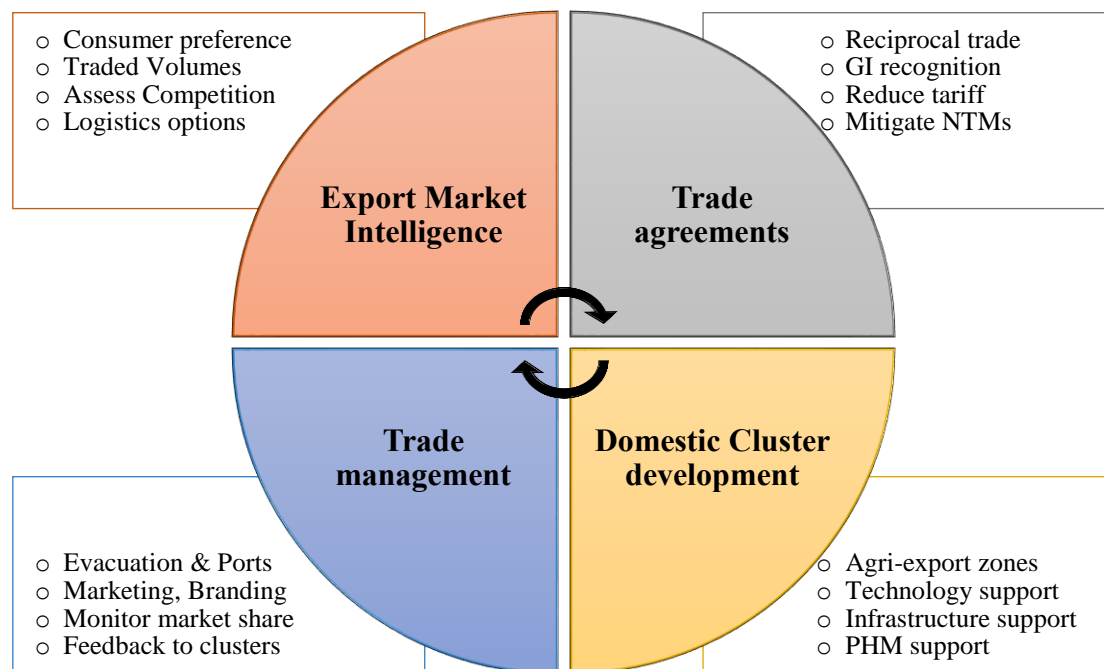 ○ Consumer preference
○ Traded Volumes
○ Assess Competition
○ Logistics options
○ Reciprocal trade
○ GI recognition
○ Reduce tariff
○ Mitigate NTMs
Export Market
Intelligence
Trade
agreements
Trade
management
Domestic Cluster
development
○ Evacuation & Ports
○ Marketing, Branding
○ Monitor market share
○ Feedback to clusters
○ Agri-export zones
○ Technology support
○ Infrastructure support
○ PHM support